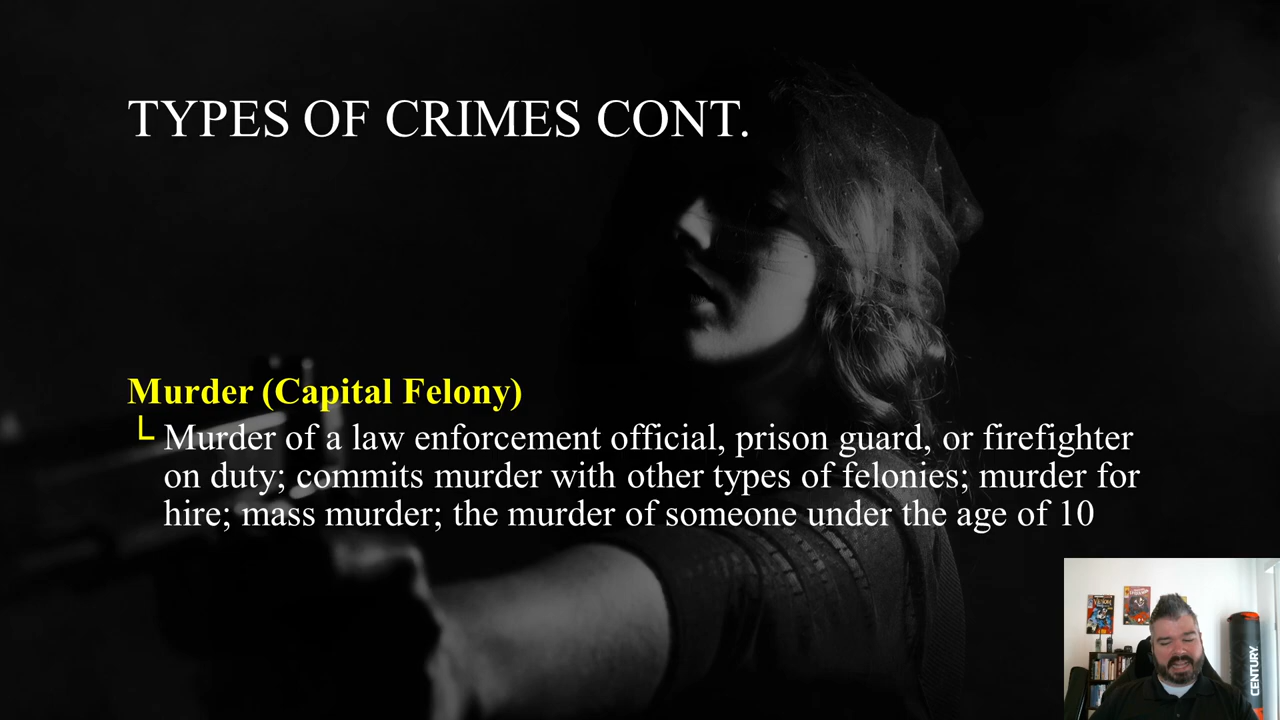 TYPES OF CRIMES CONT.
Murder (Capital Felony)
Murder of a law enforcement official, prison guard, or firefighter
on duty; commits murder with other types of felonies; murder for
hire; mass murder; the murder of someone under the age of 10
CENTURY